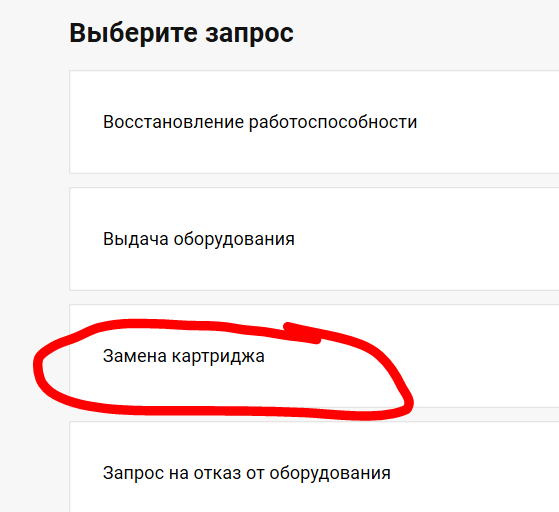 Выберите запрос
Восстановление работоспособности
Выдача оборудования
Замена картриджа
Запрос на отказ от оборудования